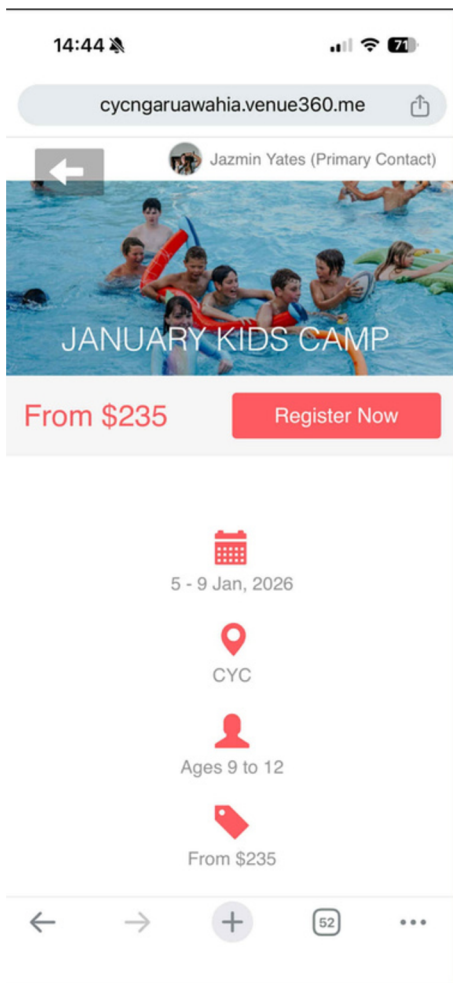 14:44
71
cycngaruawahia.venue360.me
Jazmin Yates (Primary Contact)
JANUARY KIDS CAMP
From $235
Register Now
5 - 9 Jan, 2026
CYC
Ages 9 to 12
From $235
52